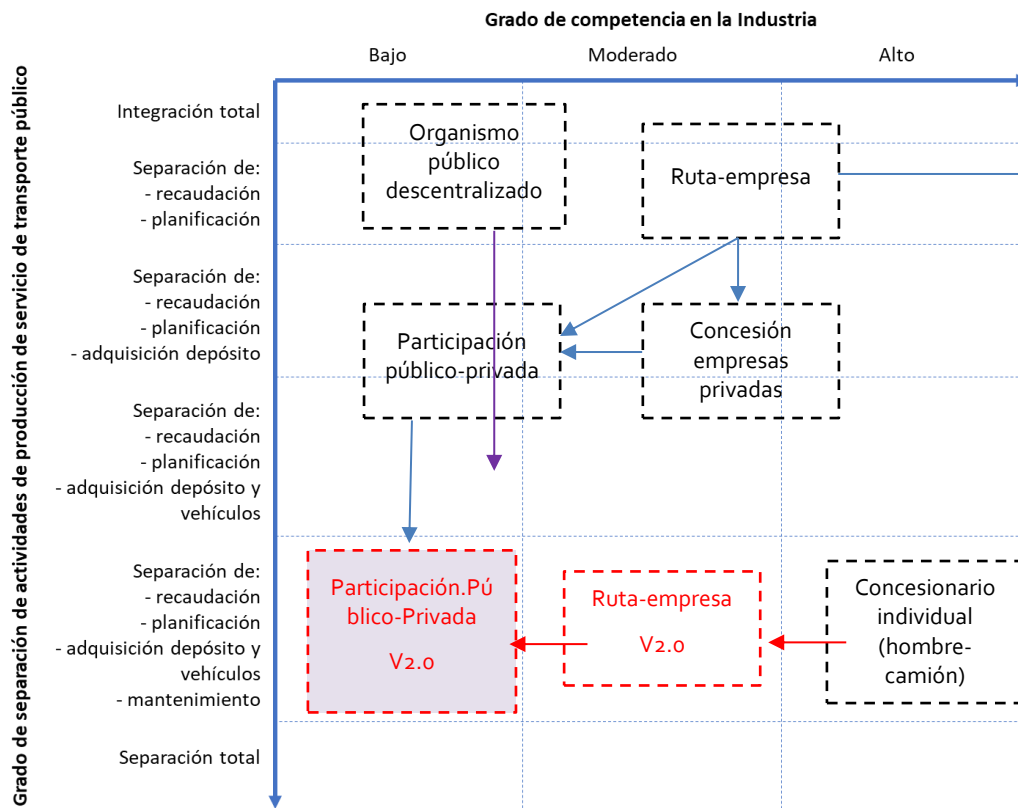 Grado de competencia en la Industria
Bajo
Moderado
Alto
Grado de separación de actividades de producción de servicio de transporte público
Integración total
Separación de:
- recaudación
- planificación
Separación de:
- recaudación
- planificación
- adquisición depósito
Separación de:
- recaudación
- planificación
- adquisición depósito y
vehículos
Separación de:
- recaudación
- planificación
- adquisición depósito y
vehículos
- mantenimiento
Separación total
Organismo
público
descentralizado
Ruta-empresa
Participación
público-privada
Concesión
empresas
privadas
Participación.Pú
blico-Privada
V2.0
Ruta-empresa
V2.0
Concesionario
individual
(hombre-
camión)